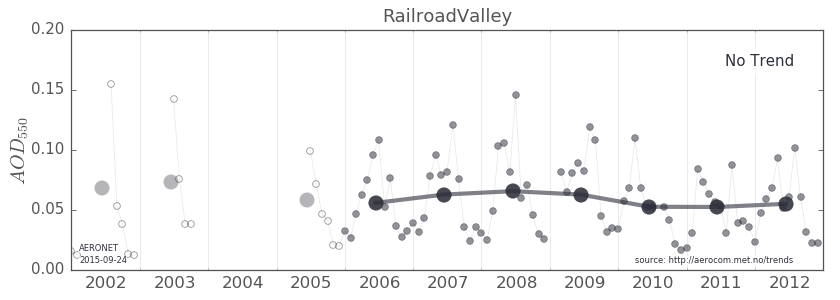 RailroadValley
0.20
No Trend
0.15
AOD550
0.10
0.05
AERONET
2015-09-24
source: http://aerocom.met.no/trends
0.00
2002 2003 2004 2005 2006 2007 2008 2009 2010 2011 2012